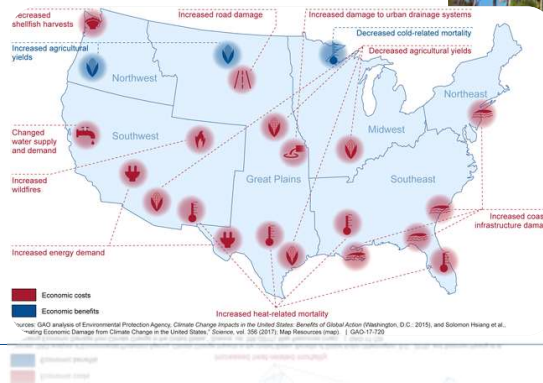 ecreased
shellfish harvests
Increased road damage
Increased damage to urban drainage systems
Decreased cold-related mortality
Increased agricultural
yields
Decreased agricultural yields
Northwest
Northeast
Changed
water supply
and demand
Southwest
Midwest
Increased
wildfires
Great Plains
Southeast
Increased coas
infrastructure dama
Increased energy demand
Economic costs
Economic benefits
Increased heat-related mortality
ources: GAO analysis of Environmental Protection Agency, Climate Change Impacts in the United States: Benefits of Global Action (Washington, D.C.: 2015), and Solomon Hsiang et al.,
mating Economic Damage from Climate Change in the United States," Science, vol. 356 (2017); Map Resources (map). | GAO-17-720